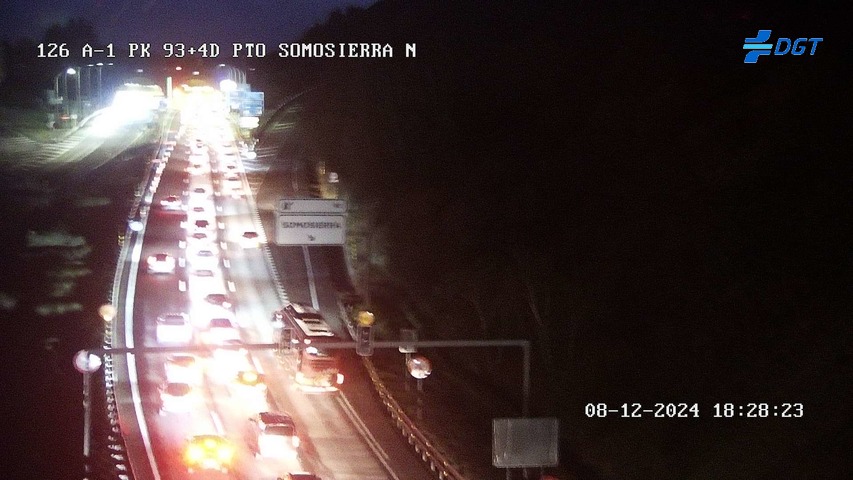 126 A-1 PK 93+4D PTO SOMOSIERRA N
DGT
SOMOSIERRA
08-12-2024 18:28:23